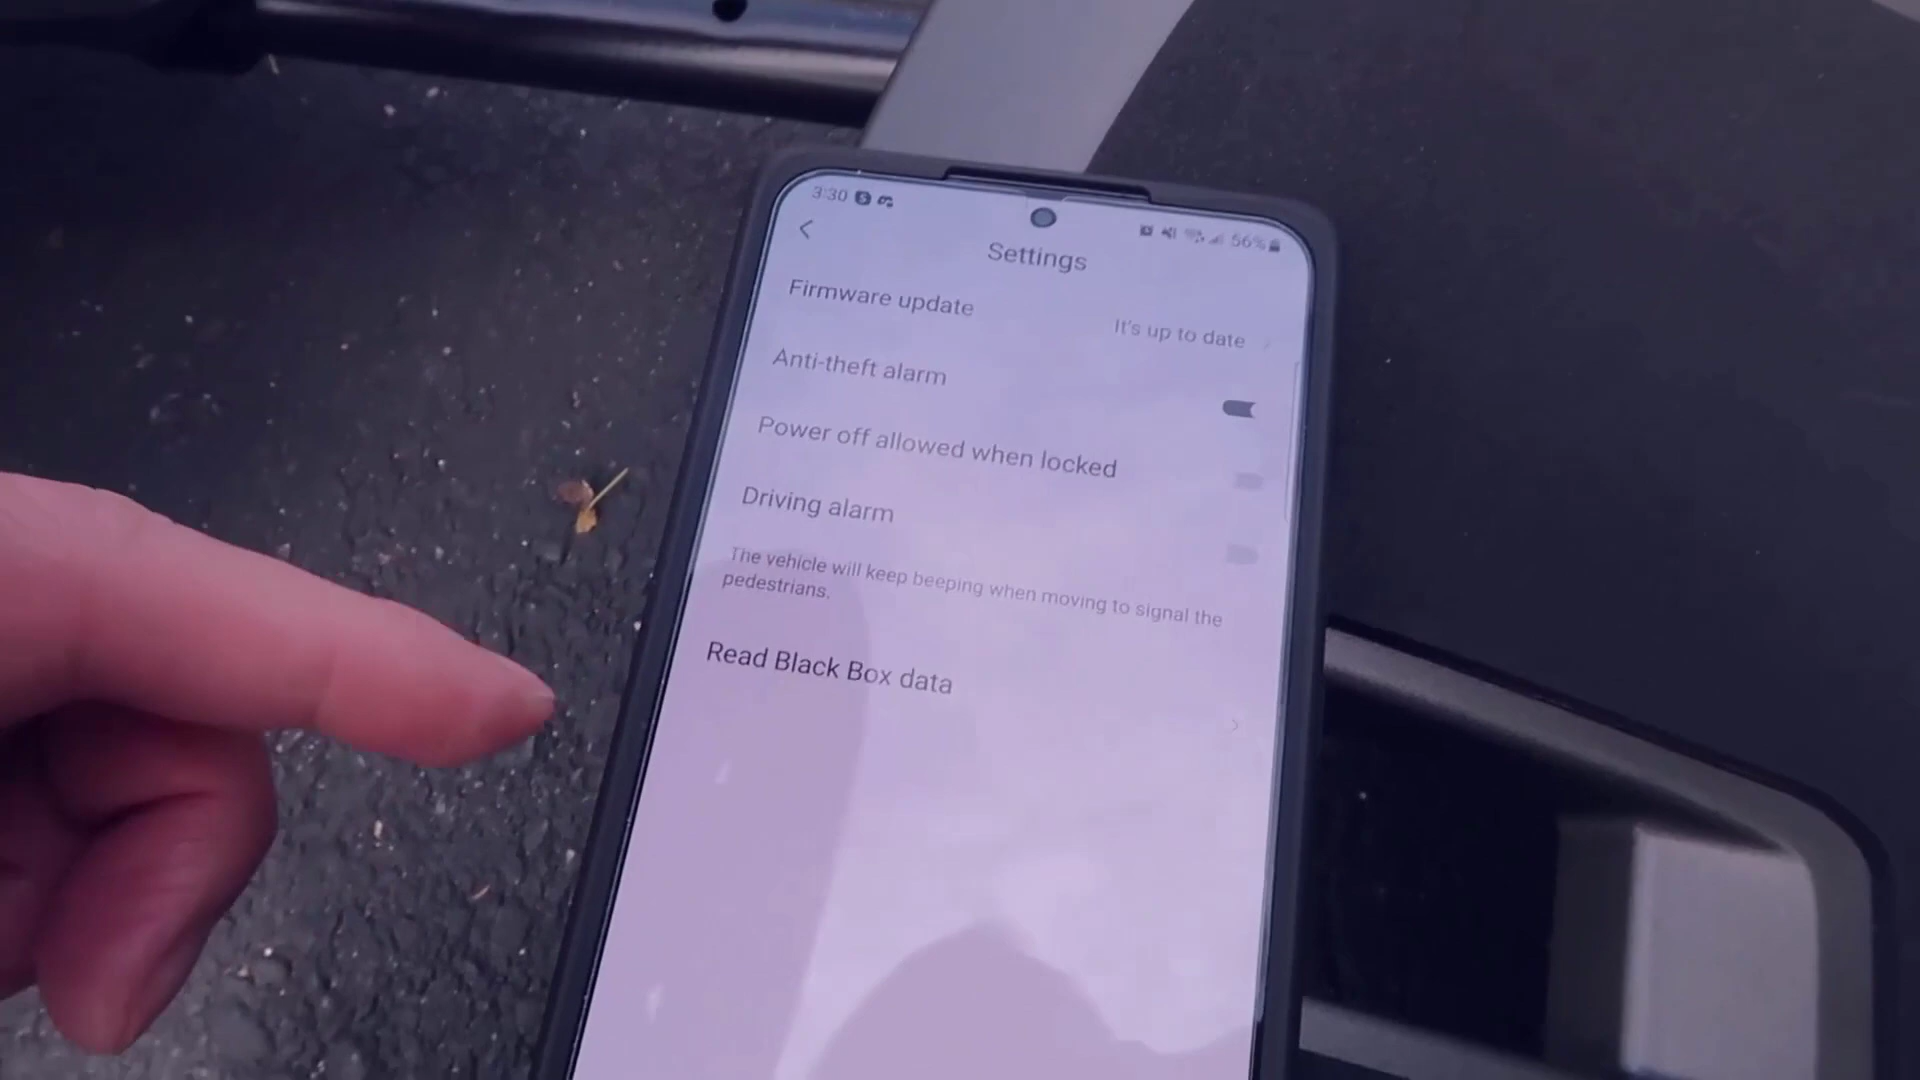 3:30
56%
Settings
Firmware update
It's up to date
Anti-theft alarm
Power off allowed when locked
Driving alarm
The vehicle will keep beeping when moving to signal the
pedestrians.
Read Black Box data